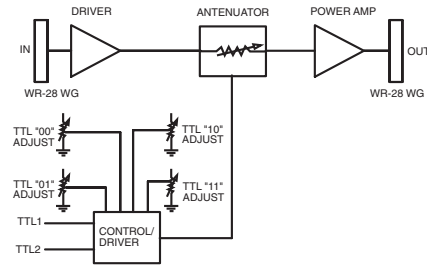 DRIVER
ANTENUATOR
POWER AMP
IN
OUT
WR-28 WG
WR-28 WG
TTL "00"
ADJUST
TTL "10"
ADJUST
TTL "01"
ADJUST
TTL "11"
ADJUST
TTL1
TTL2
CONTROL/
DRIVER